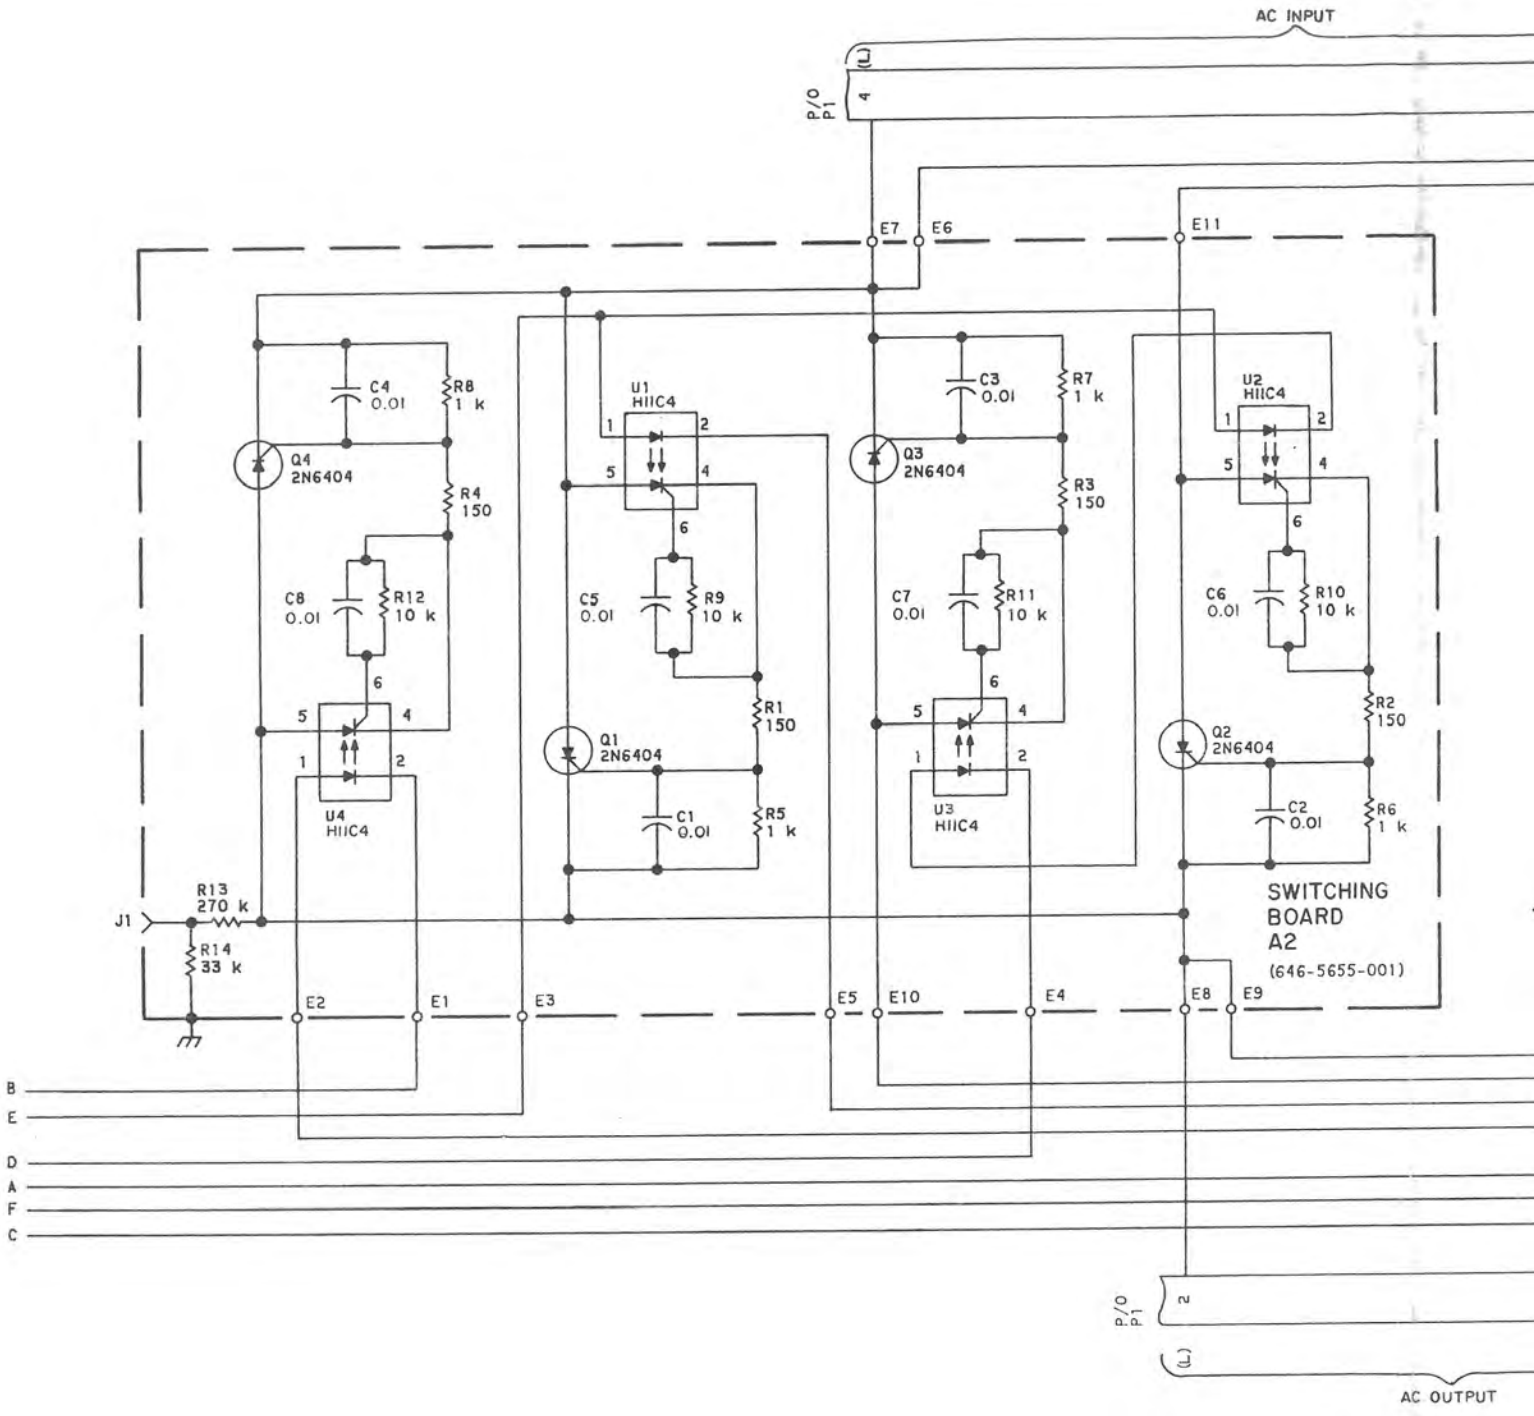 AC INPUT
(L)
P/O
P1
4
E7
E6
E11
C4
0.01
R8
1 k
U1
H11C4
C3
0.01
R7
1 k
U2
H11C4
1
2
1
2
Q4
2N6404
5
4
Q3
2N6404
5
4
R4
150
R3
150
6
6
C8
0.01
R12
10 k
C5
0.01
R9
10 k
C7
0.01
R11
10 k
C6
0.01
R10
10 k
6
6
5
4
R1
150
5
4
R2
150
Q1
2N6404
Q2
2N6404
1
2
1
2
U4
H11C4
C1
0.01
R5
1 k
U3
H11C4
C2
0.01
R6
1 k
SWITCHING
BOARD
A2
(646-5655-001)
R13
270 k
J1
R14
33 k
E2
E1
E3
E5
E10
E4
E8
E9
B
E
D
A
F
C
P/O
P1
2
(L)
AC OUTPUT